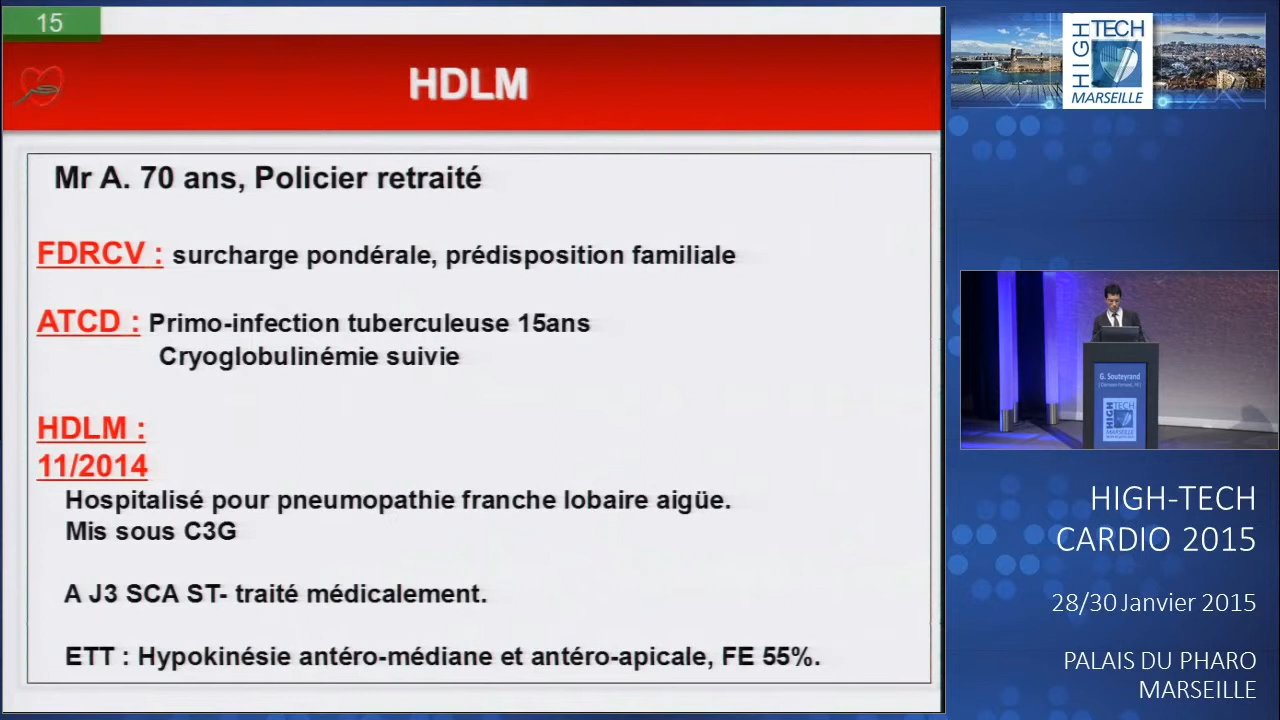 15
HDLM
Mr A. 70 ans, Policier retraité
FDRCV : surcharge pondérale, prédisposition familiale
ATCD : Primo-infection tuberculeuse 15ans
Cryoglobulinémie suivie
HDLM :
11/2014
Hospitalisé pour pneumopathie franche lobaire aigüe.
Mis sous C3G
A J3 SCA ST- traité médicalement.
ETT : Hypokinésie antéro-médiane et antéro-apicale, FE 55%.
HIGH TECH
MARSEILLE
G. Souteyrand
HIGH TECH
HIGH-TECH
CARDIO 2015
28/30 Janvier 2015
PALAIS DU PHARO
MARSEILLE